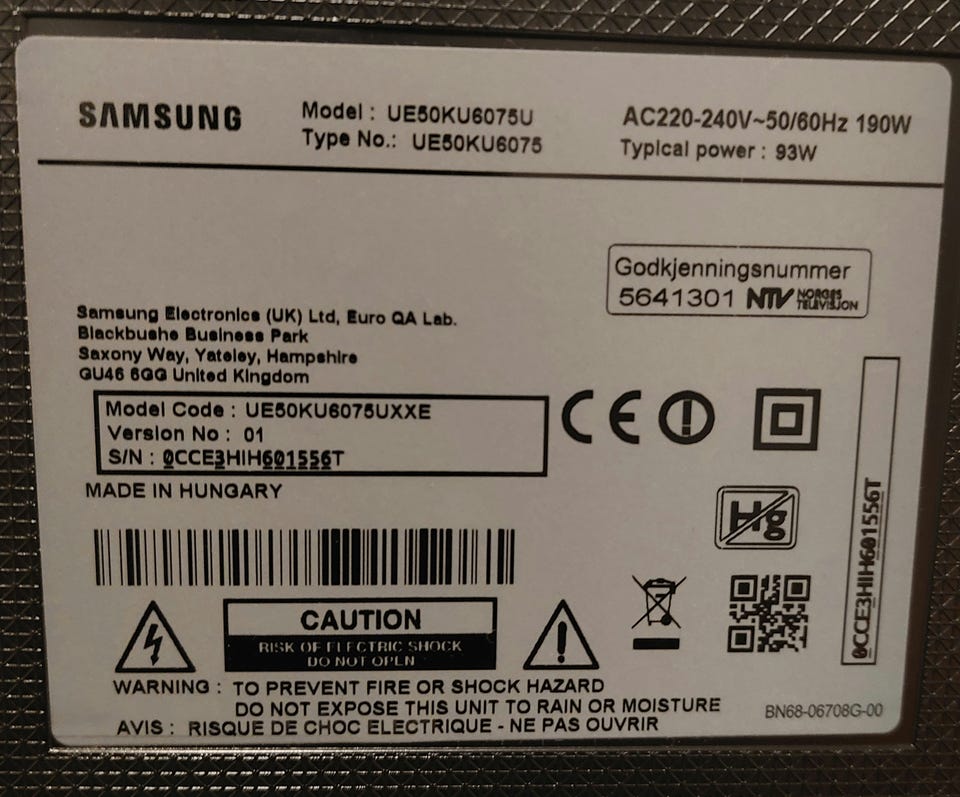 SAMSUNG
Model : UE50KU6075U
Type No.: UE50KU6075
AC220-240V~50/60Hz 190W
Typical power : 93W
Godkjenningsnummer
5641301 NTV NORGES TELEVISJON
Samsung Electronics (UK) Ltd, Euro QA Lab.
Blackbushe Business Park
Saxony Way, Yateley, Hampshire
GU46 6GG United Kingdom
Model Code : UE50KU6075UXXE
Version No : 01
S/N : 0CCE3HIH601556T
CE
MADE IN HUNGARY
Hg
0CCE3HIH601556T
CAUTION
RISK OF ELECTRIC SHOCK
DO NOT OPEN
WARNING : TO PREVENT FIRE OR SHOCK HAZARD
DO NOT EXPOSE THIS UNIT TO RAIN OR MOISTURE
AVIS : RISQUE DE CHOC ELECTRIQUE - NE PAS OUVRIR
BN68-06708G-00